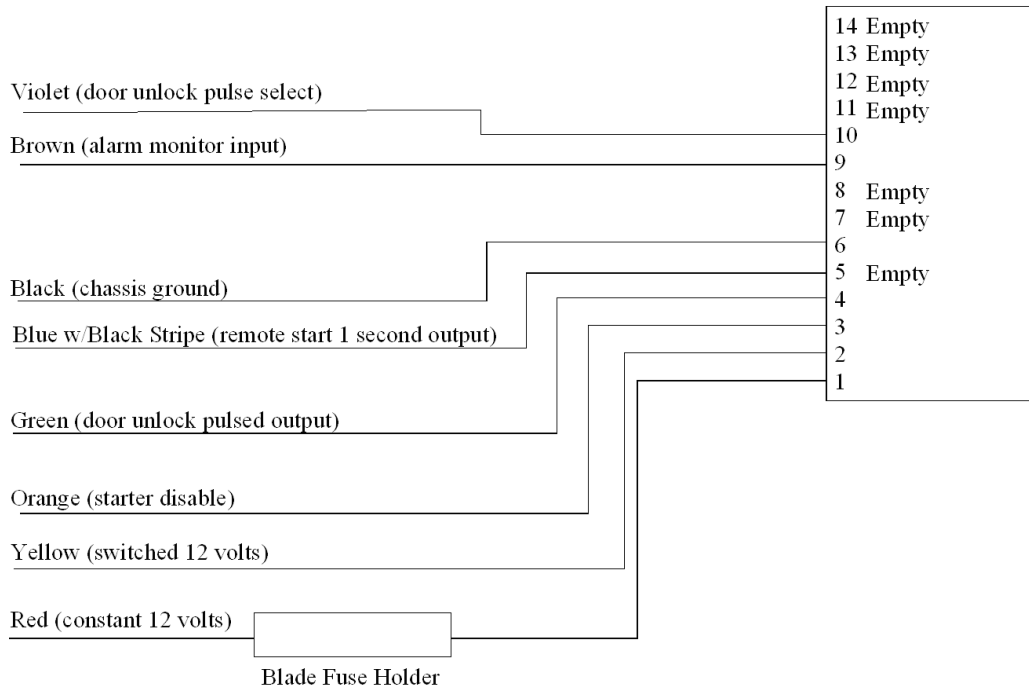 14 Empty
13 Empty
12 Empty
11 Empty
Violet (door unlock pulse select)
10
Brown (alarm monitor input)
9
8 Empty
7 Empty
6
Black (chassis ground)
5 Empty
4
Blue w/Black Stripe (remote start 1 second output)
3
2
1
Green (door unlock pulsed output)
Orange (starter disable)
Yellow (switched 12 volts)
Red (constant 12 volts)
Blade Fuse Holder